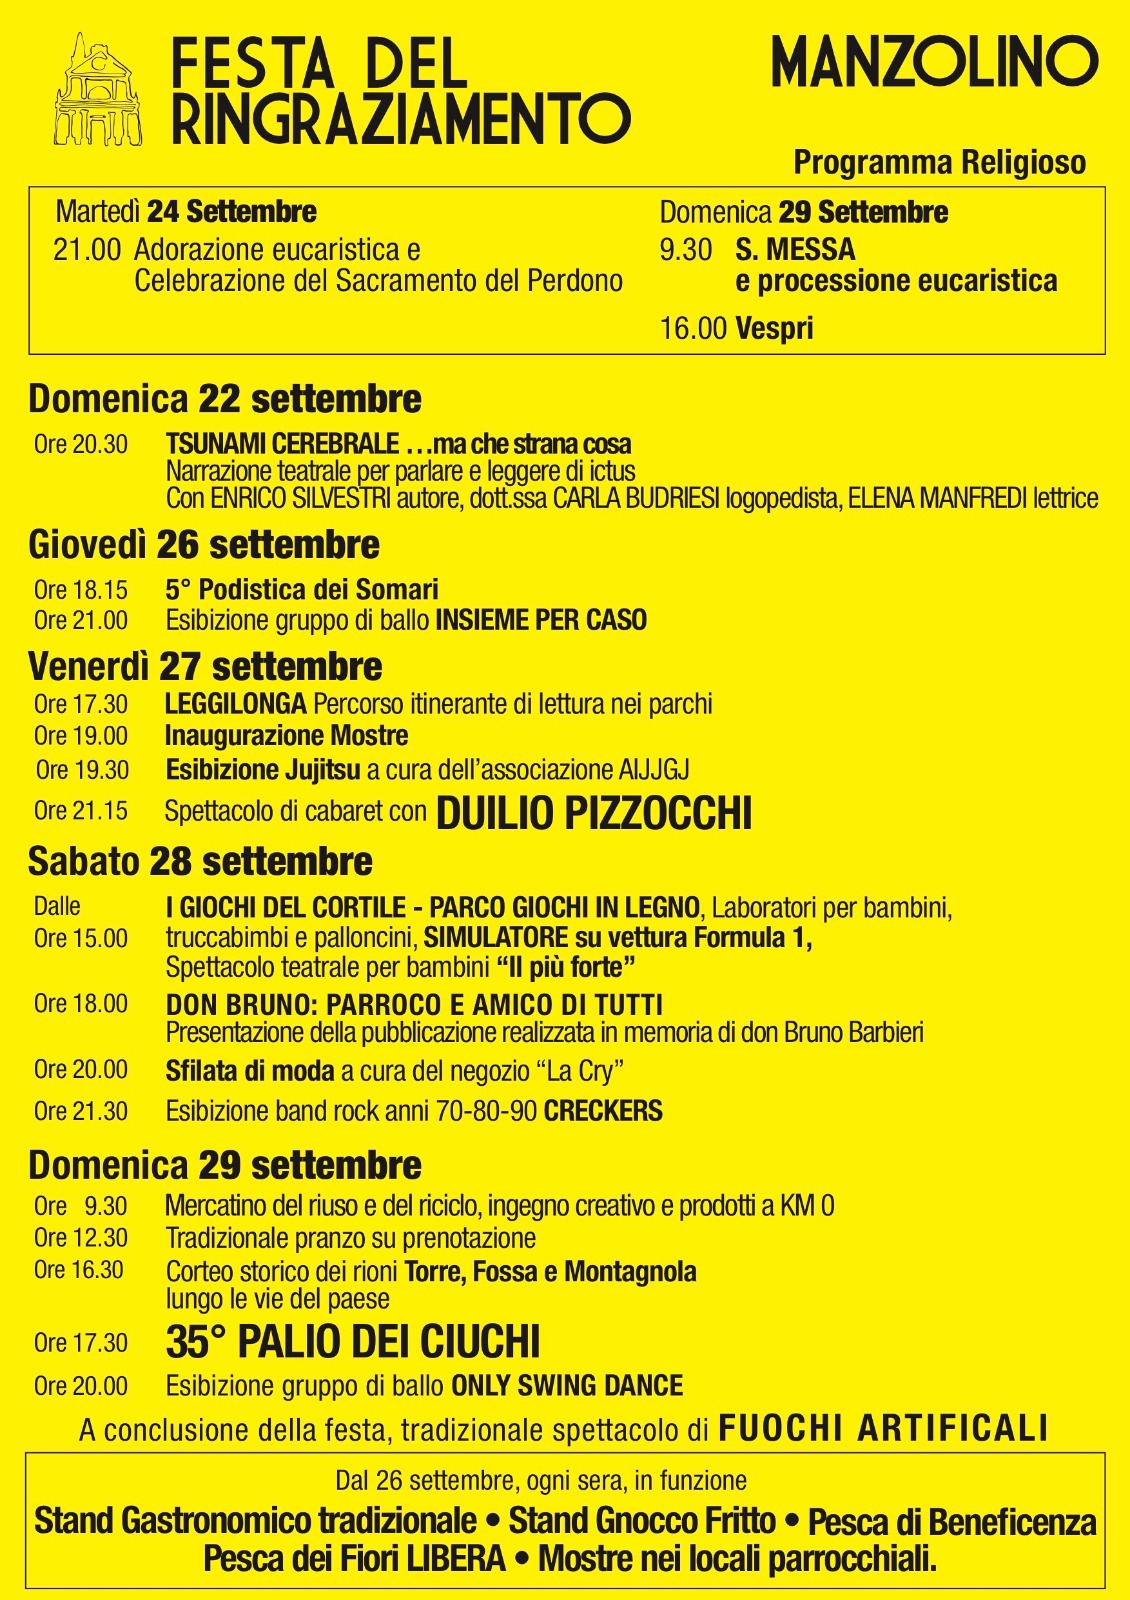 FESTA DEL
RINGRAZIAMENTO
MANZOLINO
Programma Religioso
Martedì 24 Settembre
21.00 Adorazione eucaristica e
Celebrazione del Sacramento del Perdono
Domenica 29 Settembre
9.30 S. MESSA
e processione eucaristica
16.00 Vespri
Domenica 22 settembre
Ore 20.30 TSUNAMI CEREBRALE …ma che strana cosa
Narrazione teatrale per parlare e leggere di ictus
Con ENRICO SILVESTRI autore, dott.ssa CARLA BUDRIESI logopedista, ELENA MANFREDI lettrice
Giovedì 26 settembre
Ore 18.15 5° Podistica dei Somari
Ore 21.00 Esibizione gruppo di ballo INSIEME PER CASO
Venerdì 27 settembre
Ore 17.30 LEGGILONGA Percorso itinerante di lettura nei parchi
Ore 19.00 Inaugurazione Mostre
Ore 19.30 Esibizione Jujitsu a cura dell'associazione AIJJGJ
Ore 21.15 Spettacolo di cabaret con DUILIO PIZZOCCHI
Sabato 28 settembre
Dalle I GIOCHI DEL CORTILE - PARCO GIOCHI IN LEGNO, Laboratori per bambini,
Ore 15.00 truccabimbi e palloncini, SIMULATORE su vettura Formula 1,
Spettacolo teatrale per bambini “Il più forte”
Ore 18.00 DON BRUNO: PARROCO E AMICO DI TUTTI
Presentazione della pubblicazione realizzata in memoria di don Bruno Barbieri
Ore 20.00 Sfilata di moda a cura del negozio “La Cry”
Ore 21.30 Esibizione band rock anni 70-80-90 CRECKERS
Domenica 29 settembre
Ore 9.30 Mercatino del riuso e del riciclo, ingegno creativo e prodotti a KM 0
Ore 12.30 Tradizionale pranzo su prenotazione
Ore 16.30 Corteo storico dei rioni Torre, Fossa e Montagnola
lungo le vie del paese
Ore 17.30 35° PALIO DEI CIUCHI
Ore 20.00 Esibizione gruppo di ballo ONLY SWING DANCE
A conclusione della festa, tradizionale spettacolo di FUOCHI ARTIFICALI
Dal 26 settembre, ogni sera, in funzione
Stand Gastronomico tradizionale • Stand Gnocco Fritto • Pesca di Beneficenza
Pesca dei Fiori LIBERA • Mostre nei locali parrocchiali.